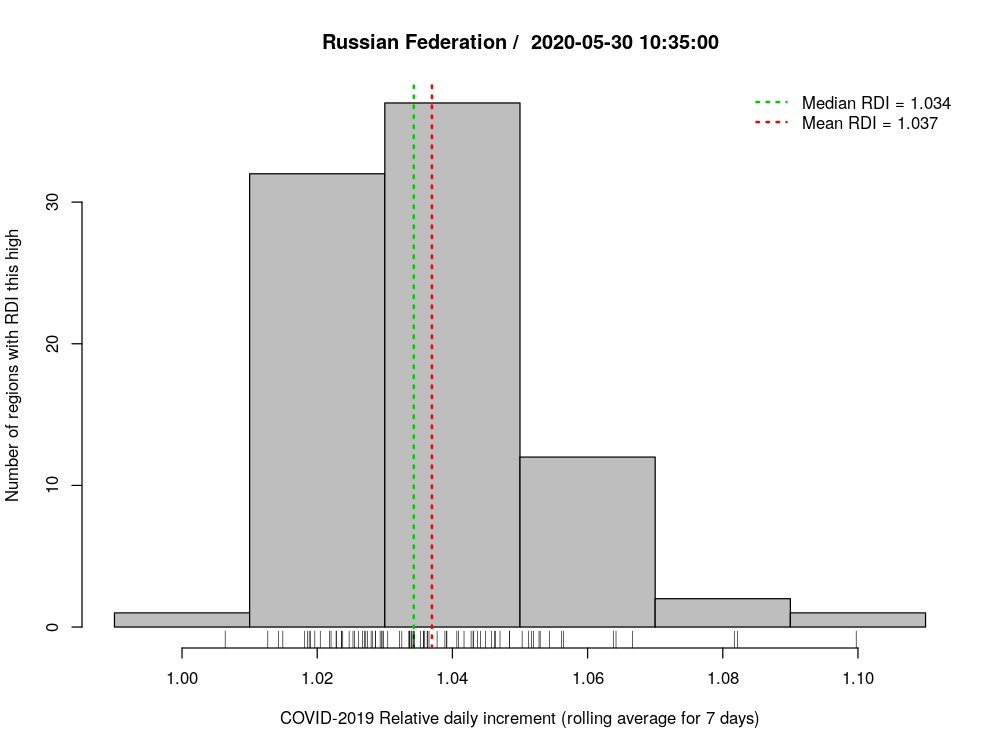 Russian Federation /  2020-05-30 10:35:00
Median RDI = 1.034
Mean RDI = 1.037
Number of regions with RDI this high
30
20
10
0
1.00 1.02 1.04 1.06 1.08 1.10
COVID-2019 Relative daily increment (rolling average for 7 days)